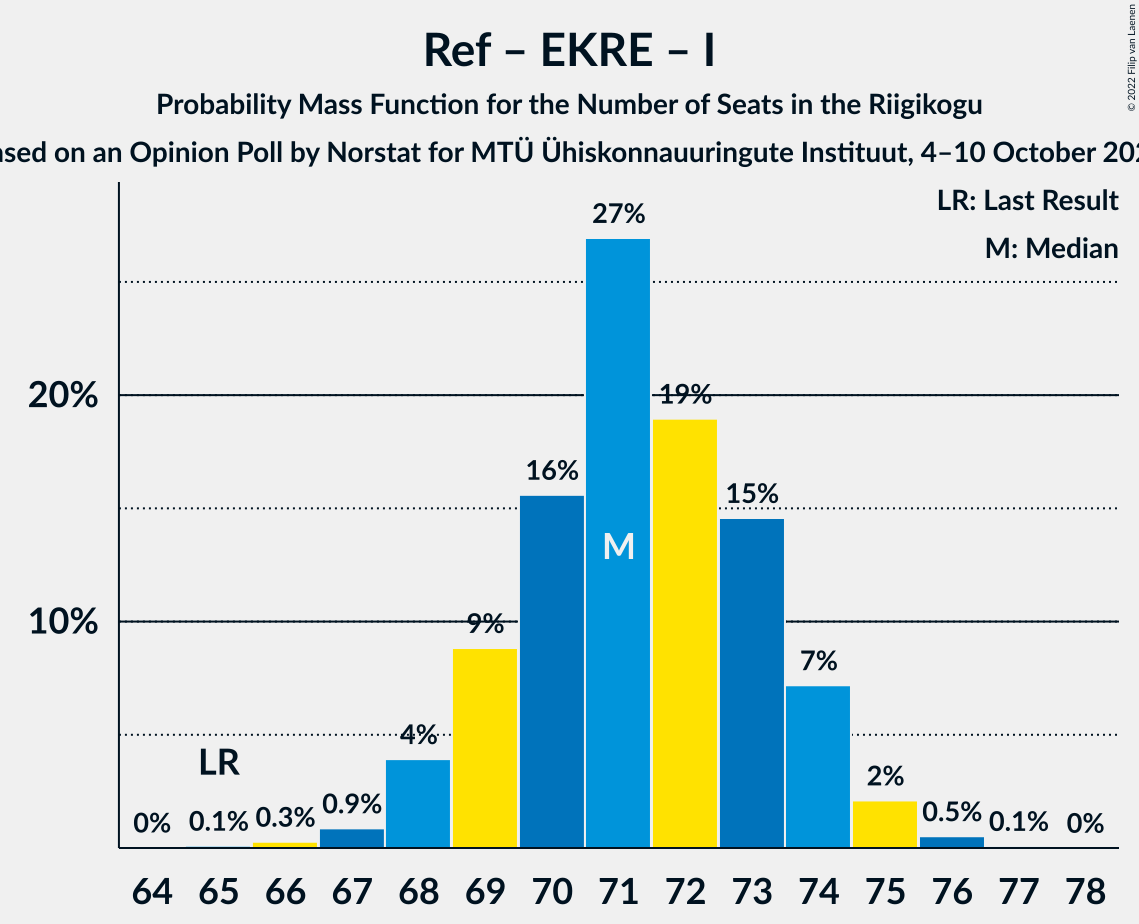 Ref – EKRE – I
Probability Mass Function for the Number of Seats in the Riigikogu
on an Opinion Poll by Norstat for MTÜ Ühiskonnauuringute Instituut, 4–10 October
© 2022 Filip van Laenen
LR: Last Result
M: Median
27%
20%
19%
16%
15%
M
10%
9%
7%
4%
LR
2%
0% 0.1% 0.3% 0.9% 0.5% 0.1% 0%
64 65 66 67 68 69 70 71 72 73 74 75 76 77 78